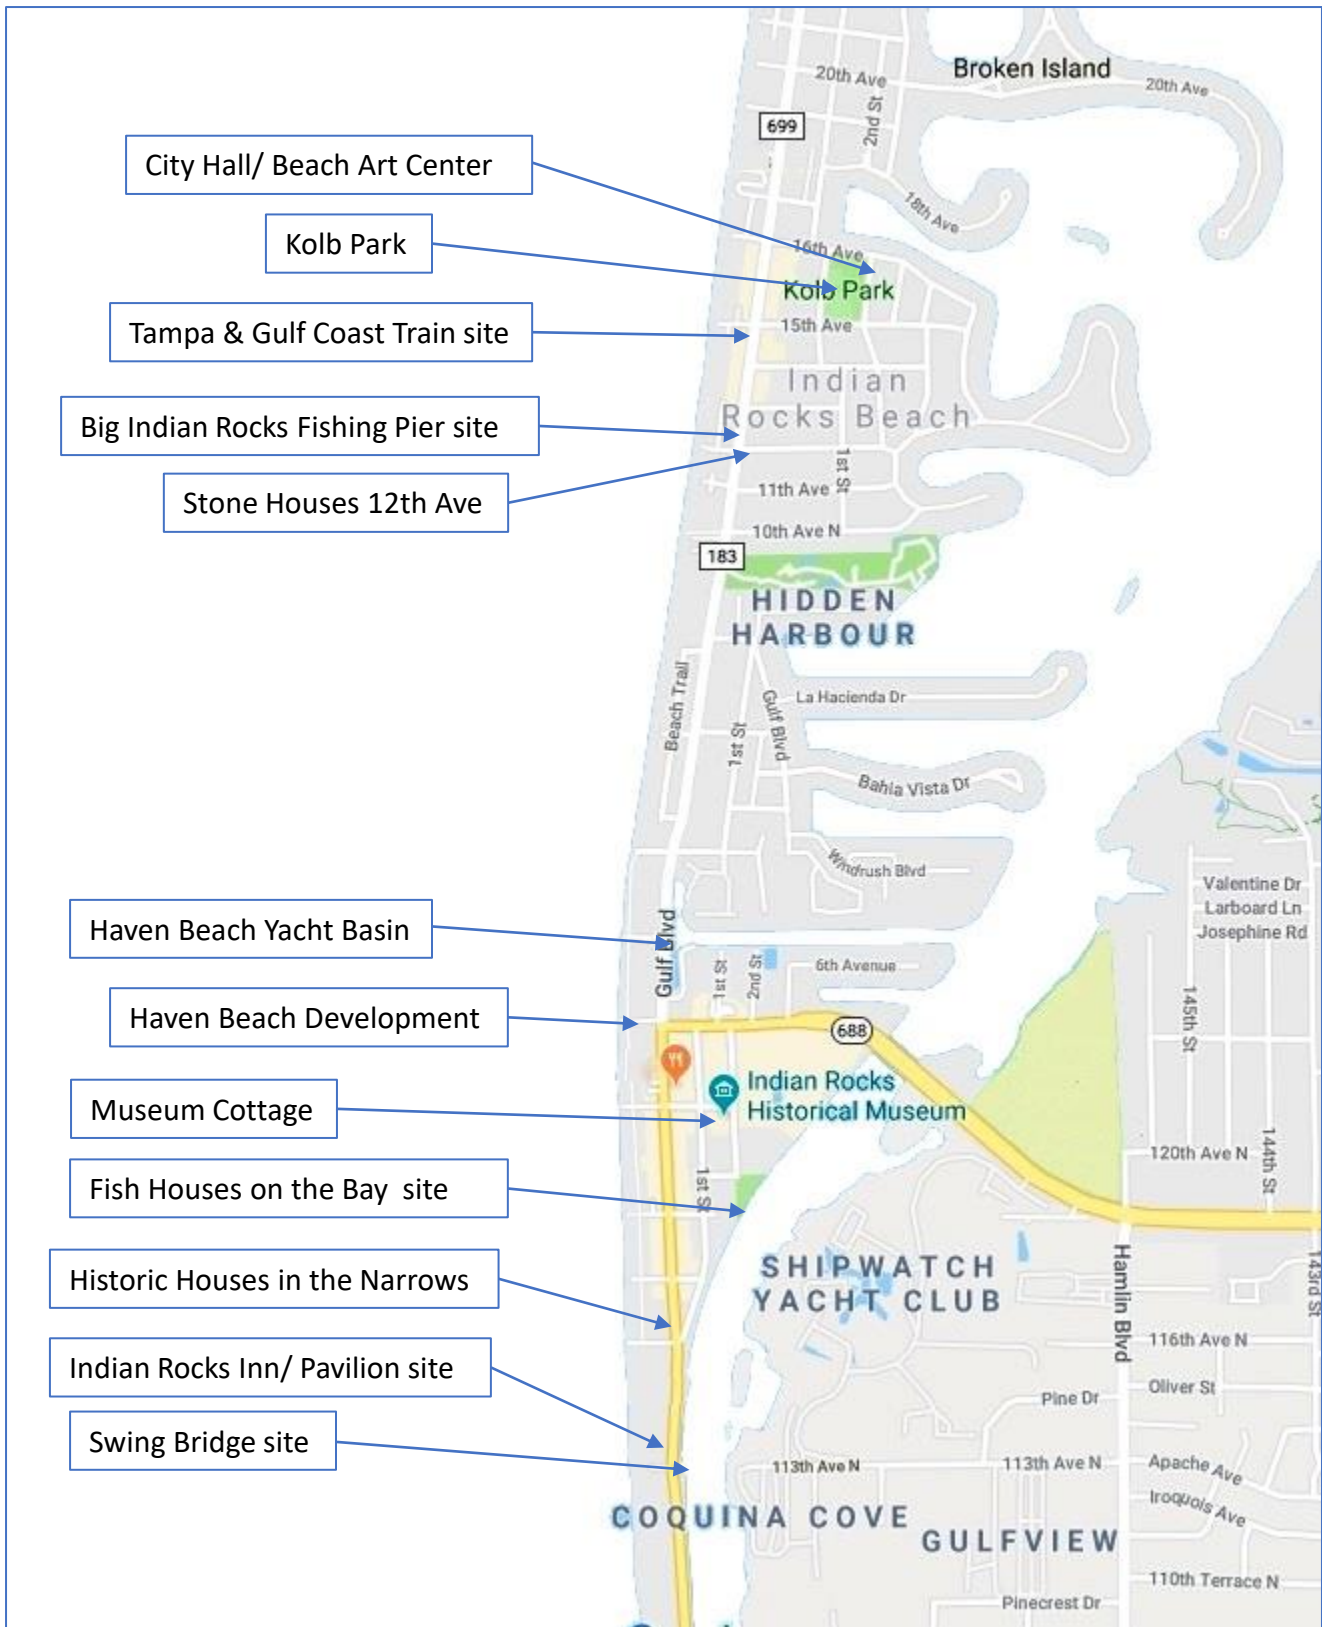 Broken Island
20th Ave
20th Ave
699
2nd St
City Hall/ Beach Art Center
18th Ave
Kolb Park
16th Ave
Kolb Park
Tampa & Gulf Coast Train site
15th Ave
Indian
Rocks Beach
Big Indian Rocks Fishing Pier site
1st St
Stone Houses 12th Ave
11th Ave
10th Ave N
183
HIDDEN
HARBOUR
Beach Trail
1st St
Gulf Blvd
La Hacienda Dr
Bahia Vista Dr
Windrush Blvd
Valentine Dr
Larboard Ln
Josephine Rd
Haven Beach Yacht Basin
Gulf Blvd
1st St
2nd St
6th Avenue
145th St
Haven Beach Development
688
Museum Cottage
Indian Rocks
Historical Museum
120th Ave N
144th St
Fish Houses on the Bay site
1st St
SHIPWATCH
YACHT CLUB
Hamlin Blvd
143rd St
Historic Houses in the Narrows
116th Ave N
Indian Rocks Inn/ Pavilion site
Pine Dr
Oliver St
Swing Bridge site
113th Ave N
113th Ave N
Apache Ave
Iroquois Ave
COQUINA COVE
GULFVIEW
110th Terrace N
Pinecrest Dr